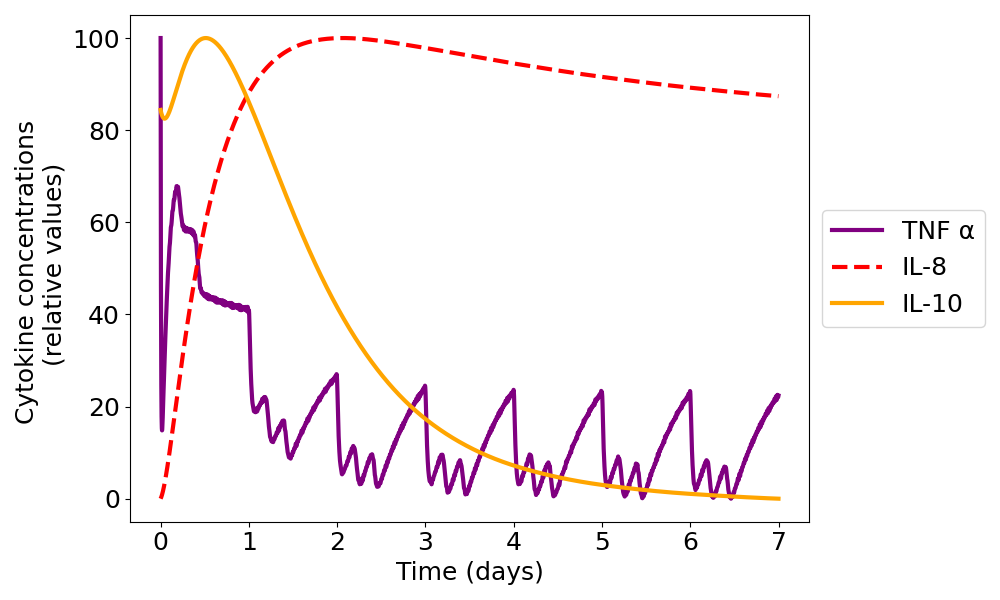 Cytokine concentrations
(relative values)
100
80
60
40
20
0
0 1 2 3 4 5 6 7
Time (days)
TNF α
IL-8
IL-10